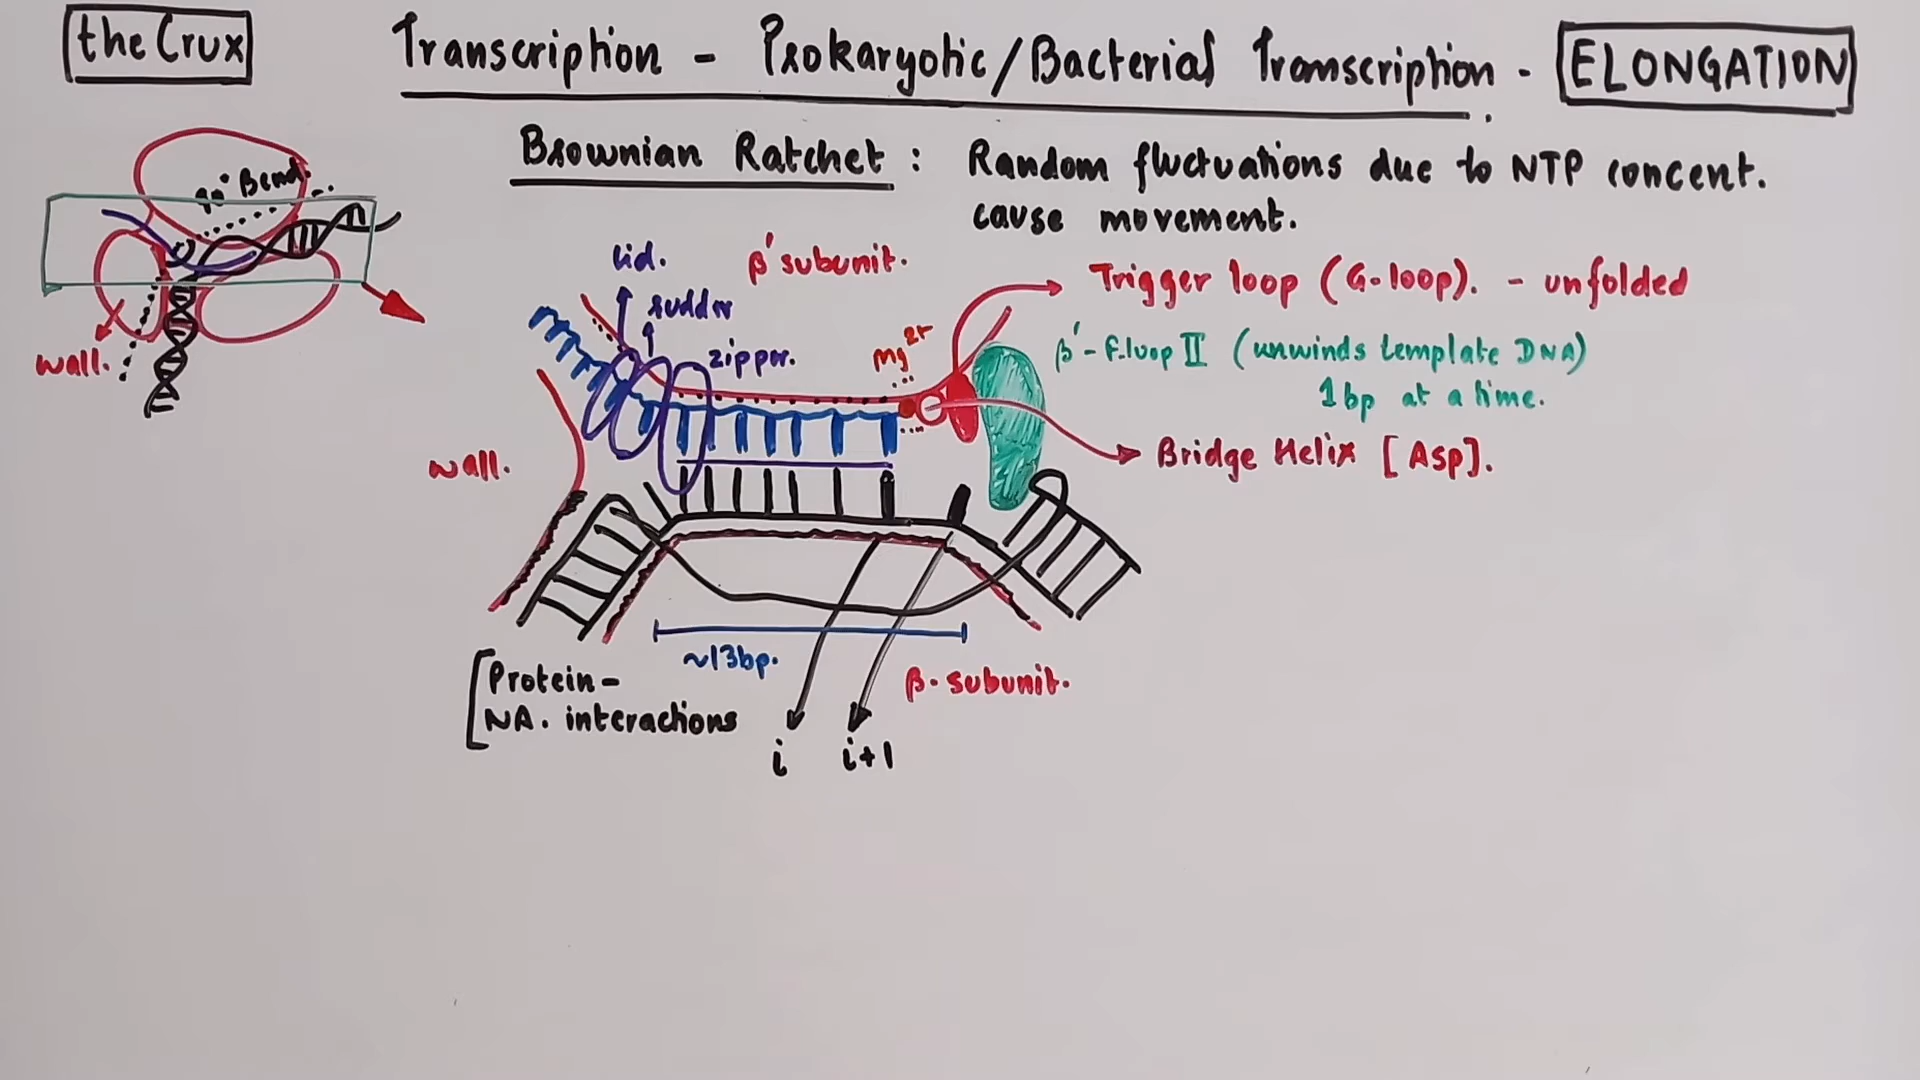 the Crux
Transcription - Prokaryotic/Bacterial Transcription - ELONGATION
Brownian Ratchet : Random fluctuations due to NTP concent.
cause movement.
90° Bend.
wall.
lid.
rudder
zipper.
β' subunit.
Mg²⁺
Trigger loop (G-loop). - unfolded
β'- F.loop II (unwinds template DNA)
1bp at a time.
Bridge Helix [Asp].
wall.
~13bp.
β-subunit.
Protein-
NA. interactions
i
i+1